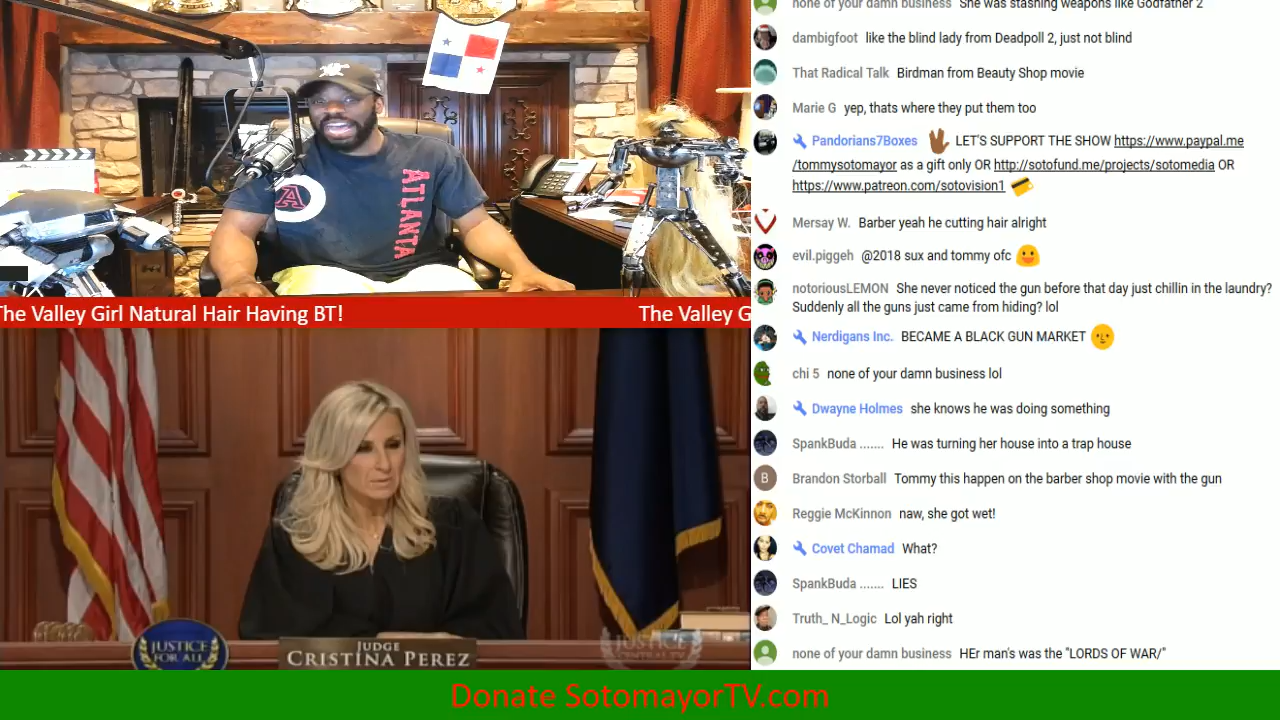 ATLANTA
A
The Valley Girl Natural Hair Having BT!
The Valley G
JUSTICE
FOR ALL
JUDGE
CRISTINA PEREZ
JUSTICE
CENTRAL.TV
none of your damn business She was stashing weapons like Godfather 2
dambigfoot like the blind lady from Deadpoll 2, just not blind
That Radical Talk Birdman from Beauty Shop movie
Marie G yep, thats where they put them too
Pandorians7Boxes LET'S SUPPORT THE SHOW https://www.paypal.me
/tommysotomayor as a gift only OR http://sotofund.me/projects/sotomedia OR
https://www.patreon.com/sotovision1
Mersay W. Barber yeah he cutting hair alright
evil.piggeh @2018 sux and tommy ofc
notoriousLEMON She never noticed the gun before that day just chillin in the laundry?
Suddenly all the guns just came from hiding? lol
Nerdigans Inc. BECAME A BLACK GUN MARKET
chi 5 none of your damn business lol
Dwayne Holmes she knows he was doing something
SpankBuda ....... He was turning her house into a trap house
B Brandon Storball Tommy this happen on the barber shop movie with the gun
Reggie McKinnon naw, she got wet!
Covet Chamad What?
SpankBuda ....... LIES
Truth_ N_Logic Lol yah right
none of your damn business HEr man's was the "LORDS OF WAR/"
Donate SotomayorTV.com